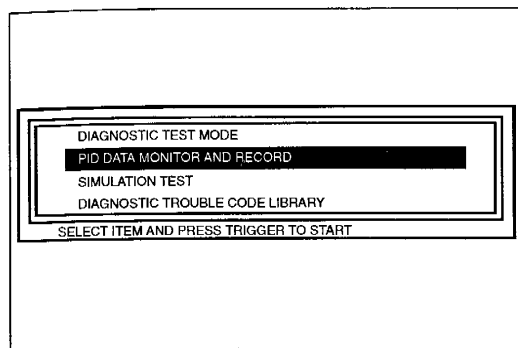 DIAGNOSTIC TEST MODE
PID DATA MONITOR AND RECORD
SIMULATION TEST
DIAGNOSTIC TROUBLE CODE LIBRARY
SELECT ITEM AND PRESS TRIGGER TO START